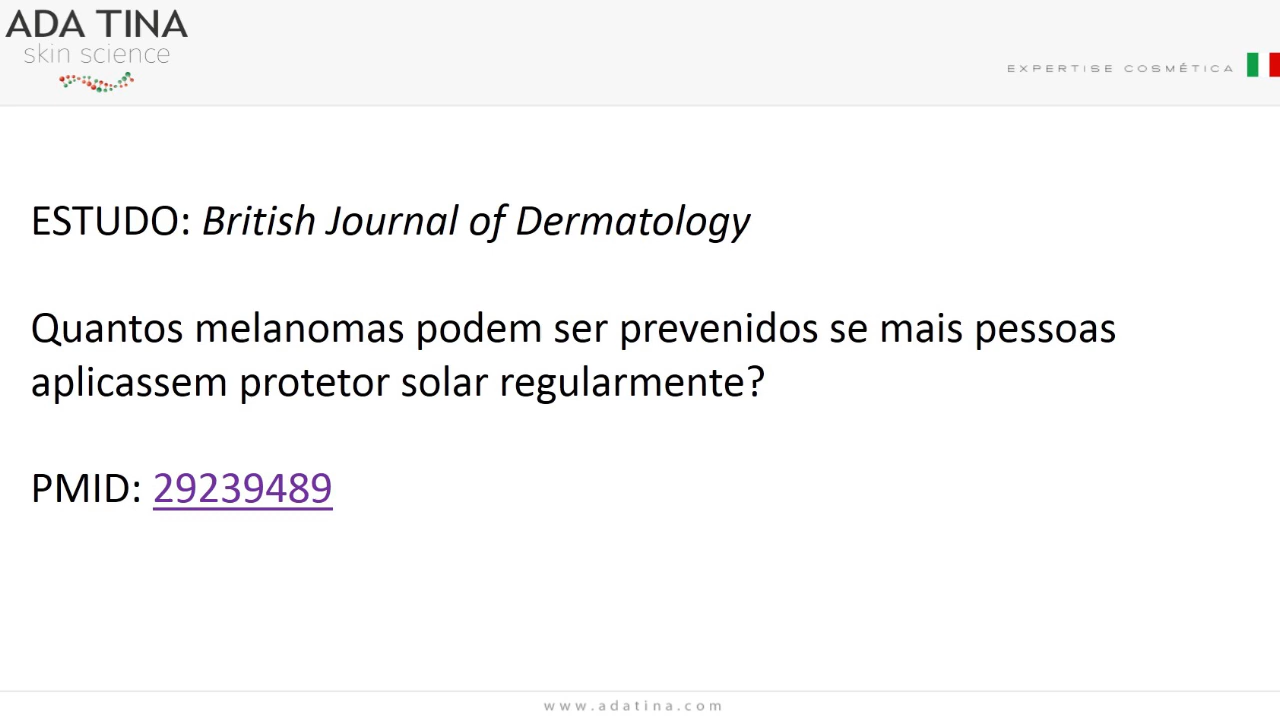 ADA TINA
skin science
EXPERTISE COSMÉTICA
ESTUDO: British Journal of Dermatology
Quantos melanomas podem ser prevenidos se mais pessoas
aplicassem protetor solar regularmente?
PMID: 29239489
www.adatina.com